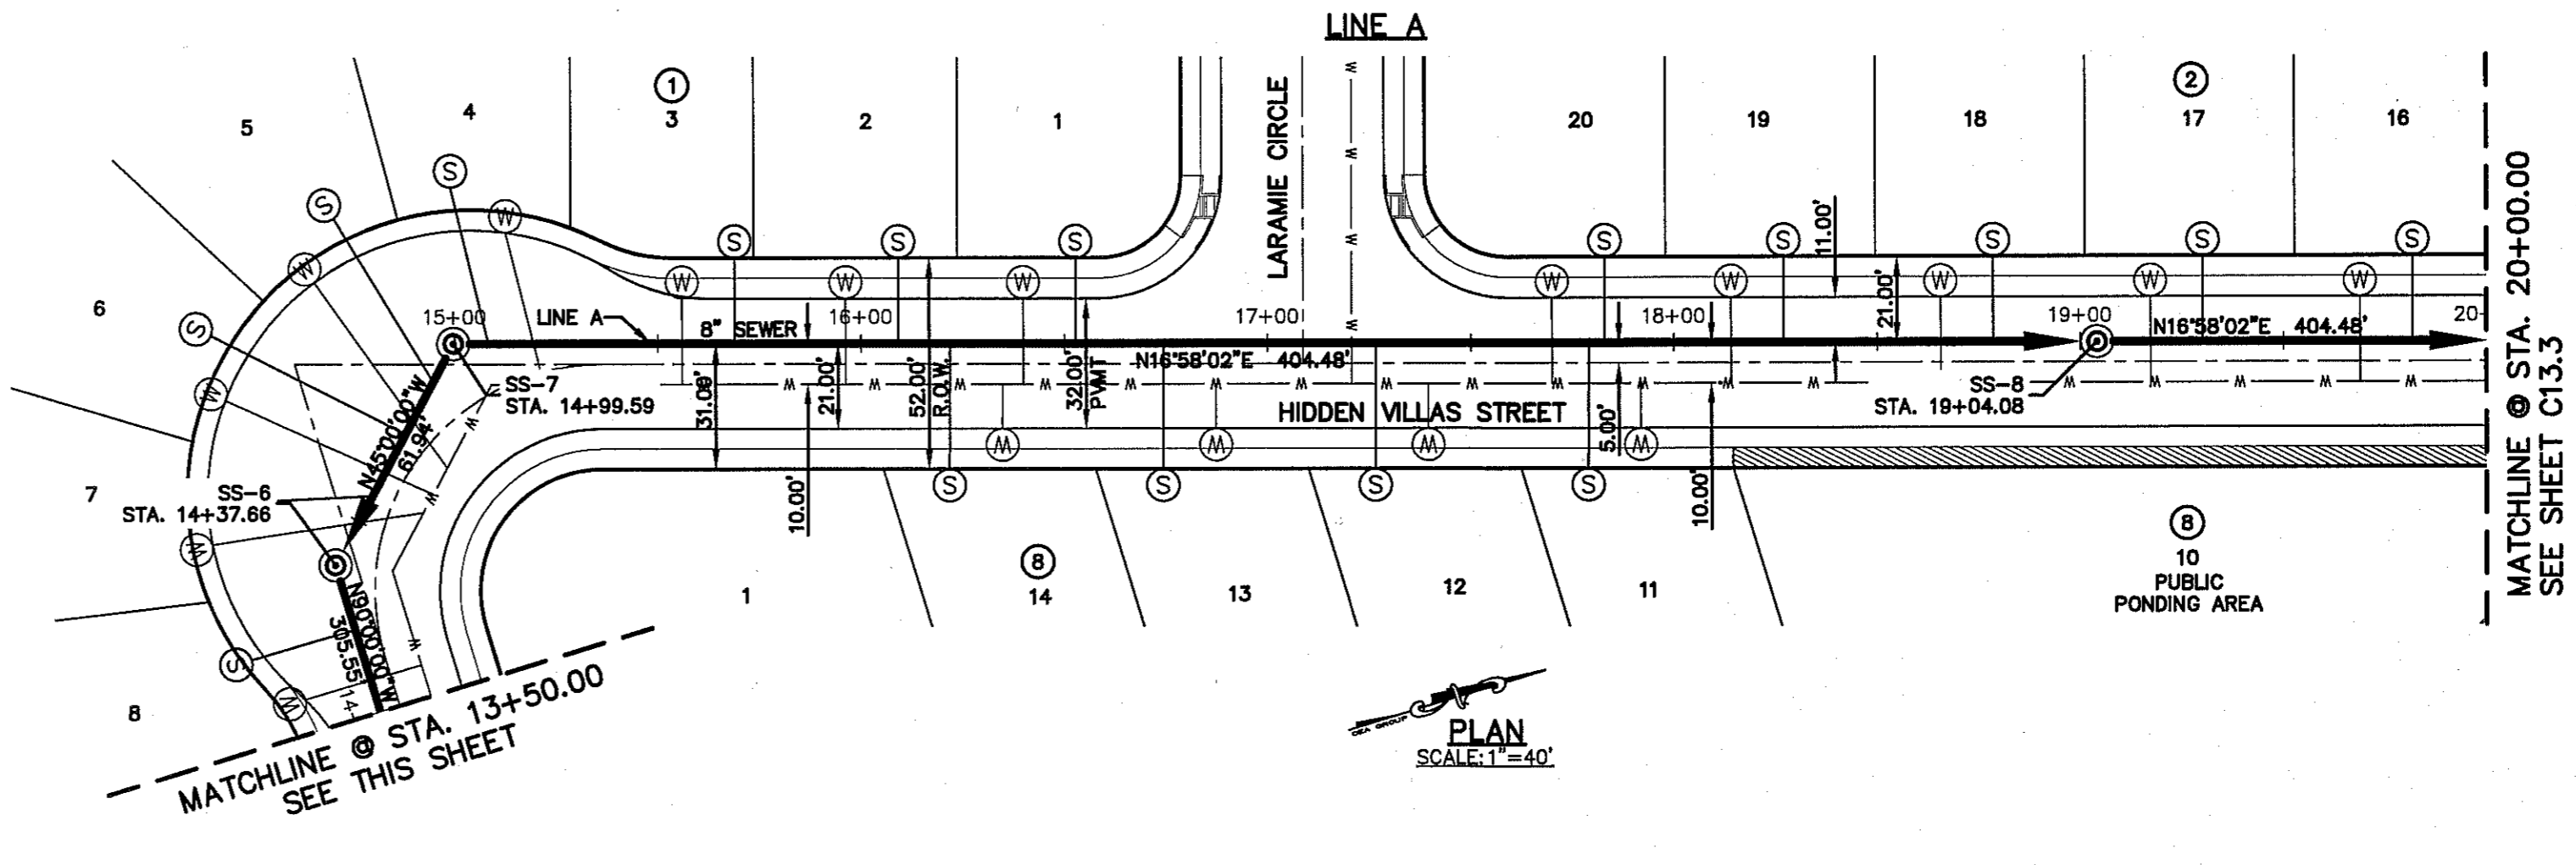 LINE A
5
4
1
3
2
1
LARAMIE CIRCLE
20
19
18
2
17
16
6
7
8
S
S
S
S
S
S
S
S
S
S
S
S
S
W
W
W
W
W
W
W
W
W
W
W
W
W
15+00
LINE A
8" SEWER
16+00
17+00
18+00
19+00
20-
11.00'
21.00'
N16°58'02"E 404.48'
N16°58'02"E 404.48'
SS-7
STA. 14+99.59
SS-8
STA. 19+04.08
31.09'
21.00'
52.00'
R.O.W.
32.00'
PVMT
HIDDEN VILLAS STREET
5.00'
10.00'
10.00'
N45°00'00"W
61.94'
SS-6
STA. 14+37.66
N90°00'00"W
305.55'
14-
W
W
W
W
S
S
S
S
1
8
14
13
12
11
8
10
PUBLIC
PONDING AREA
MATCHLINE @ STA. 13+50.00
SEE THIS SHEET
MATCHLINE @ STA. 20+00.00
SEE SHEET C13.3
PLAN
SCALE: 1"=40'